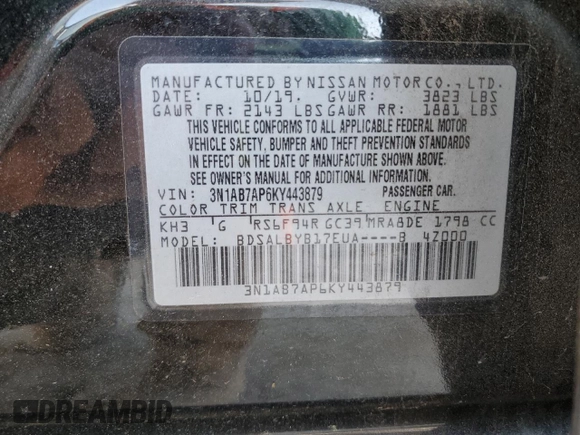 MANUFACTURED BY NISSAN MOTOR CO., LTD.
DATE: 10/19. GVWR: 3823 LBS
GAWR FR: 2143 LBS GAWR RR: 1881 LBS
THIS VEHICLE CONFORMS TO ALL APPLICABLE FEDERAL MOTOR
VEHICLE SAFETY, BUMPER AND THEFT PREVENTION STANDARDS
IN EFFECT ON THE DATE OF MANUFACTURE SHOWN ABOVE.
SEE OWNER'S MANUAL FOR ADDITIONAL INFORMATION.
VIN: 3N1AB7AP6KY443879 PASSENGER CAR.
COLOR TRIM TRANS AXLE ENGINE
KH3 G RS6F94R GC39 MRA8DE 1798 CC
MODEL: BDSALBYB17EUA----B 4Z000
3N1AB7AP6KY443879
DREAMBID